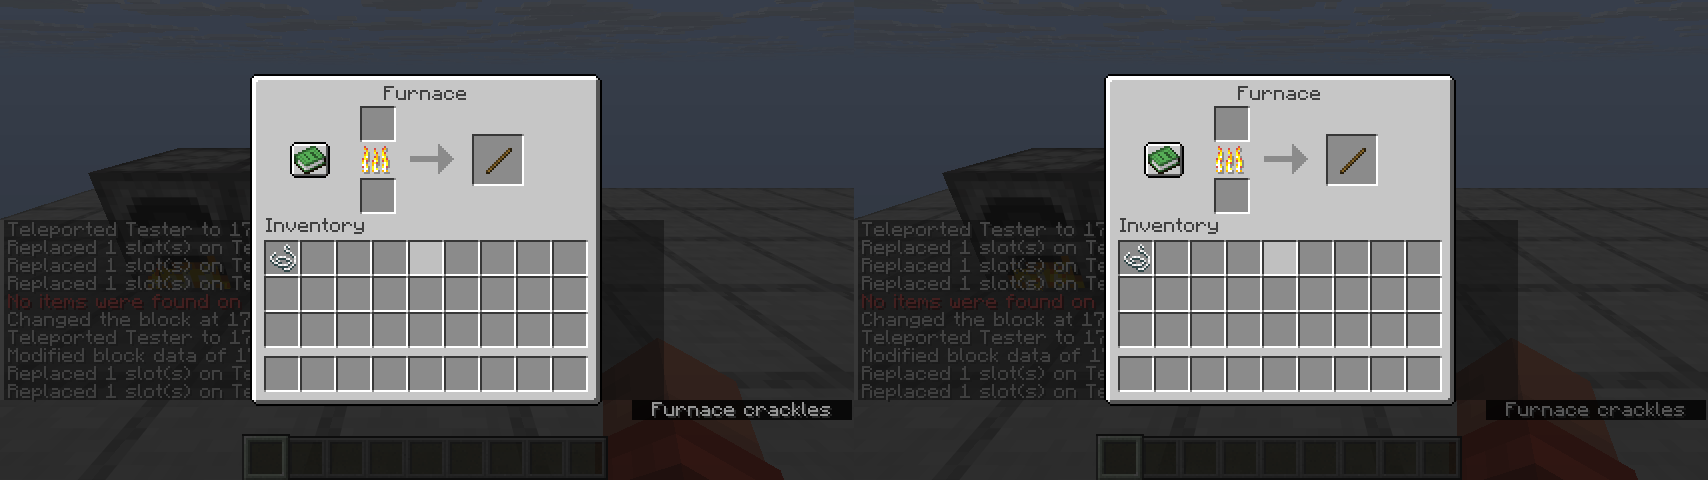 Furnace
Inventory
Teleported Tester to 17
Replaced 1 slot(s) on Te
Replaced 1 slot(s) on Te
Replaced 1 slot(s) on Te
No items were found on
Changed the block at 17
Teleported Tester to 17
Modified block data of 1
Replaced 1 slot(s) on Te
Replaced 1 slot(s) on Te
Furnace crackles
Furnace
Inventory
Teleported Tester to 17
Replaced 1 slot(s) on Te
Replaced 1 slot(s) on Te
Replaced 1 slot(s) on Te
No items were found on
Changed the block at 17
Teleported Tester to 17
Modified block data of 1
Replaced 1 slot(s) on Te
Replaced 1 slot(s) on Te
Furnace crackles